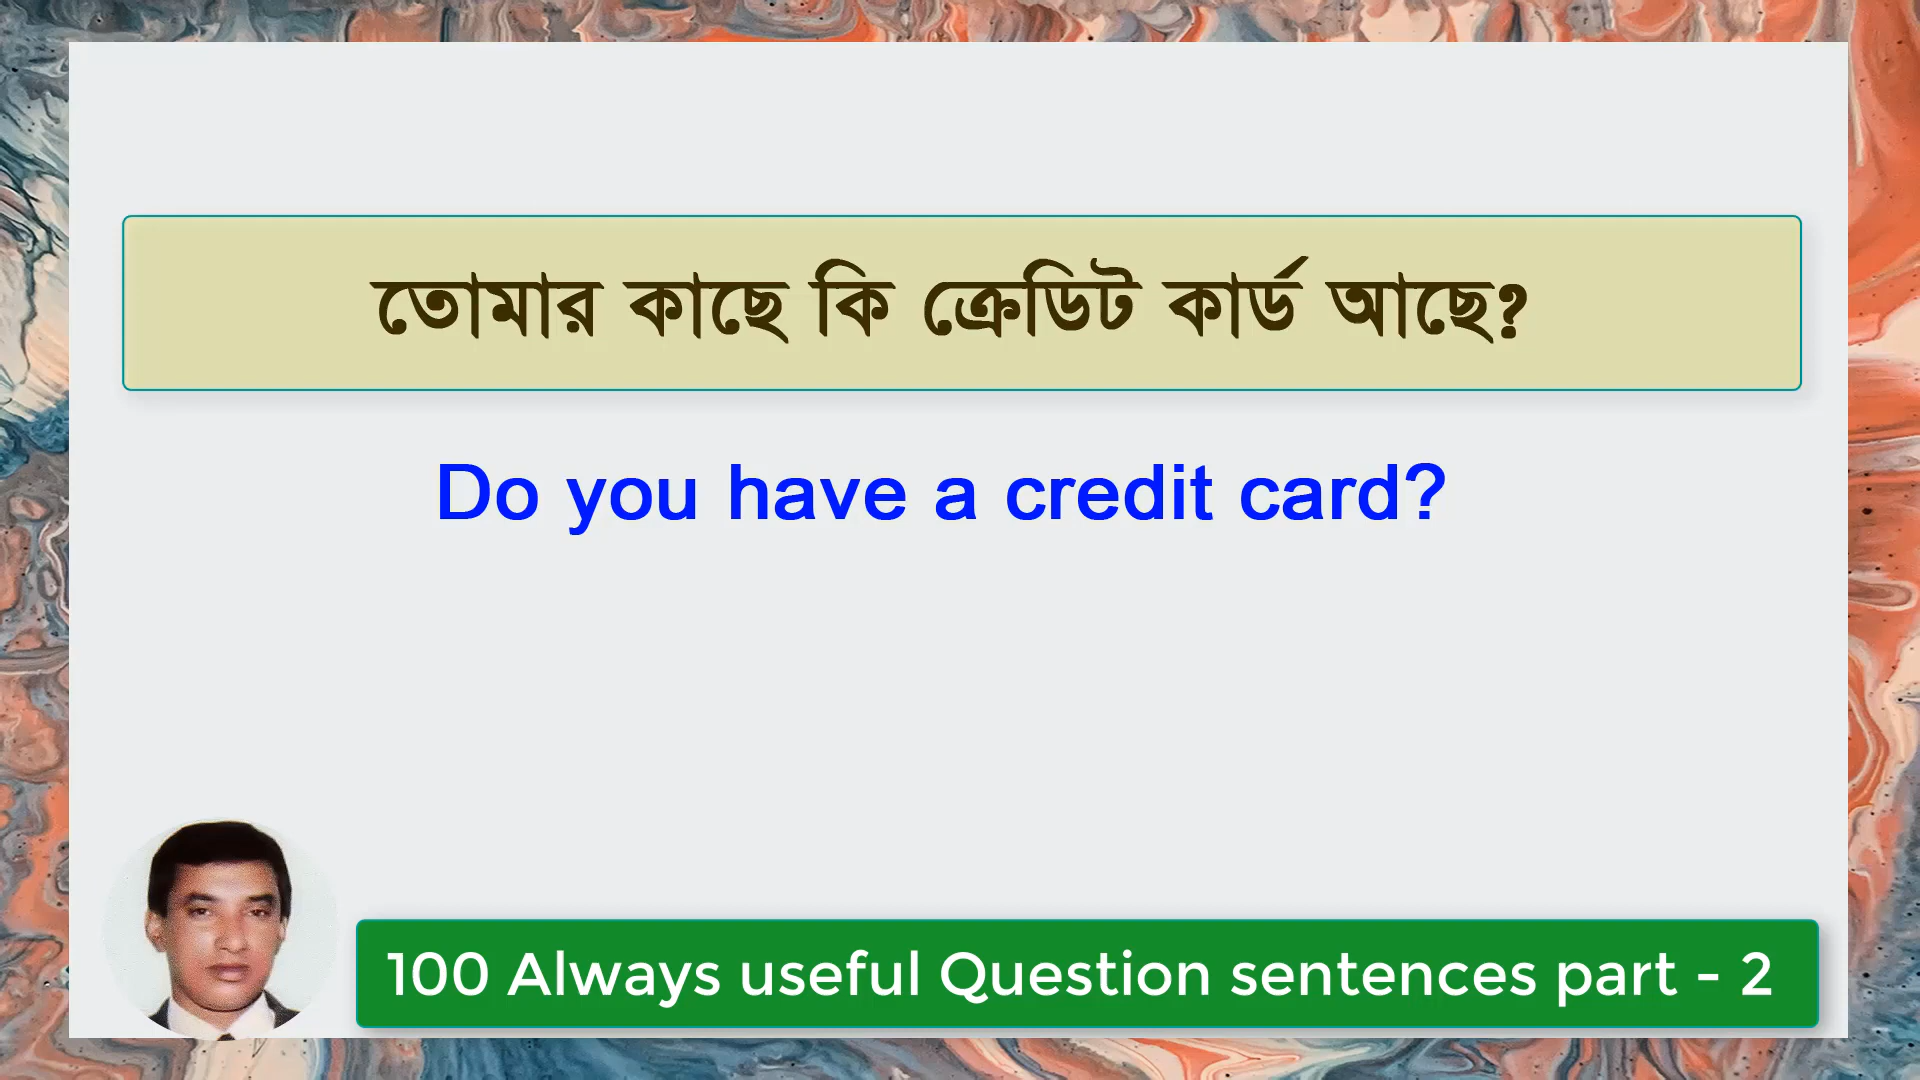 তোমার কাছে কি ক্রেডিট কার্ড আছে?
Do you have a credit card?
100 Always useful Question sentences part - 2